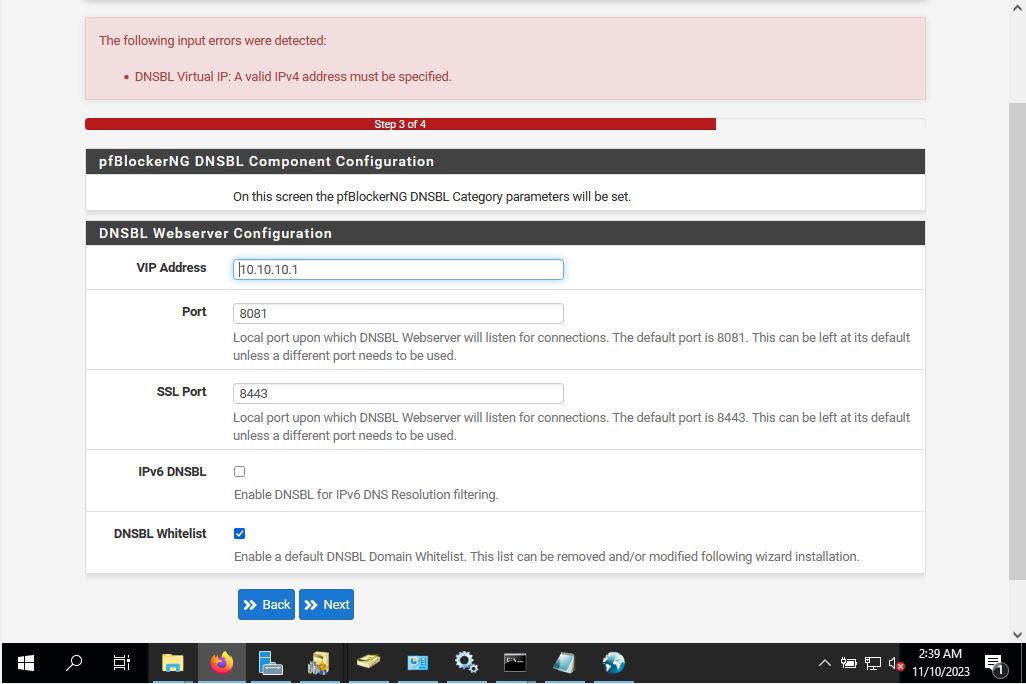 The following input errors were detected:
• DNSBL Virtual IP: A valid IPv4 address must be specified.
Step 3 of 4
pfBlockerNG DNSBL Component Configuration
On this screen the pfBlockerNG DNSBL Category parameters will be set.
DNSBL Webserver Configuration
VIP Address
10.10.10.1
Port
8081
Local port upon which DNSBL Webserver will listen for connections. The default port is 8081. This can be left at its default
unless a different port needs to be used.
SSL Port
8443
Local port upon which DNSBL Webserver will listen for connections. The default port is 8443. This can be left at its default
unless a different port needs to be used.
IPv6 DNSBL
Enable DNSBL for IPv6 DNS Resolution filtering.
DNSBL Whitelist
Enable a default DNSBL Domain Whitelist. This list can be removed and/or modified following wizard installation.
Back
Next
2:39 AM
11/10/2023
1